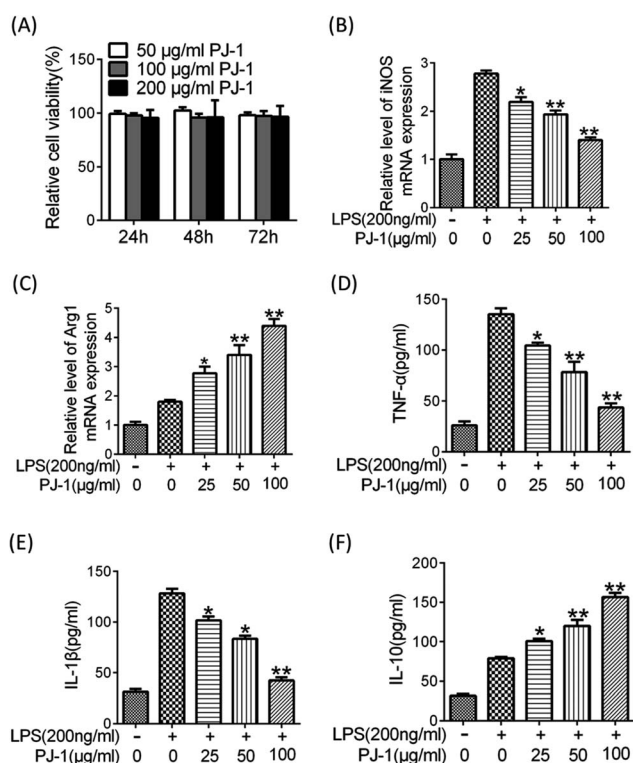 (A)
Relative cell viability(%)
50 μg/ml PJ-1
100 μg/ml PJ-1
200 μg/ml PJ-1
150
100
50
0
24h 48h 72h
(B)
Relative level of iNOS
mRNA expression
3
2
1
0
* ** **
LPS(200ng/ml) - + + + +
PJ-1(μg/ml) 0 0 25 50 100
(C)
Relative level of Arg1
mRNA expression
5
4
3
2
1
0
* ** **
LPS(200ng/ml) - + + + +
PJ-1(μg/ml) 0 0 25 50 100
(D)
TNF-α(pg/ml)
150
100
50
0
* ** **
LPS(200ng/ml) - + + + +
PJ-1(μg/ml) 0 0 25 50 100
(E)
IL-1β(pg/ml)
150
100
50
0
* * **
LPS(200ng/ml) - + + + +
PJ-1(μg/ml) 0 0 25 50 100
(F)
IL-10(pg/ml)
200
150
100
50
0
* ** **
LPS(200ng/ml) - + + + +
PJ-1(μg/ml) 0 0 25 50 100